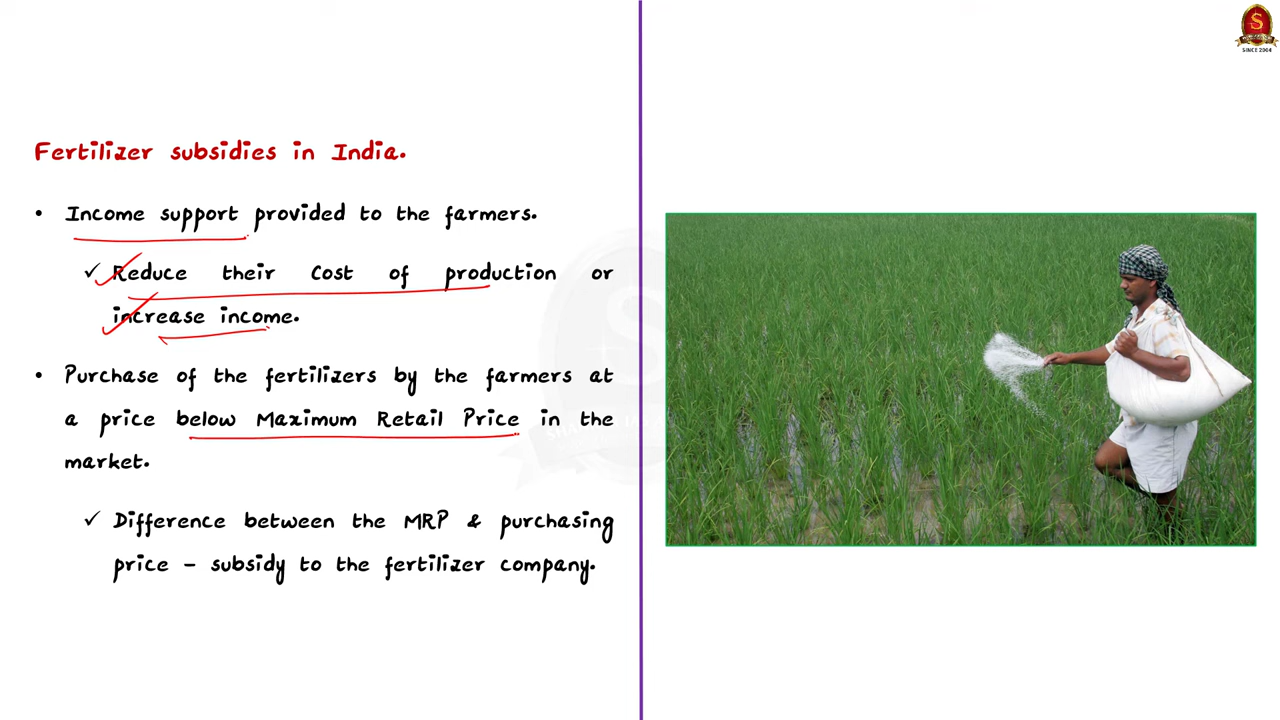 Fertilizer subsidies in India.
• Income support provided to the farmers.
✓ Reduce their cost of production or
increase income.
• Purchase of the fertilizers by the farmers at
a price below Maximum Retail Price in the
market.
✓ Difference between the MRP & purchasing
price – subsidy to the fertilizer company.
S
SINCE 2004